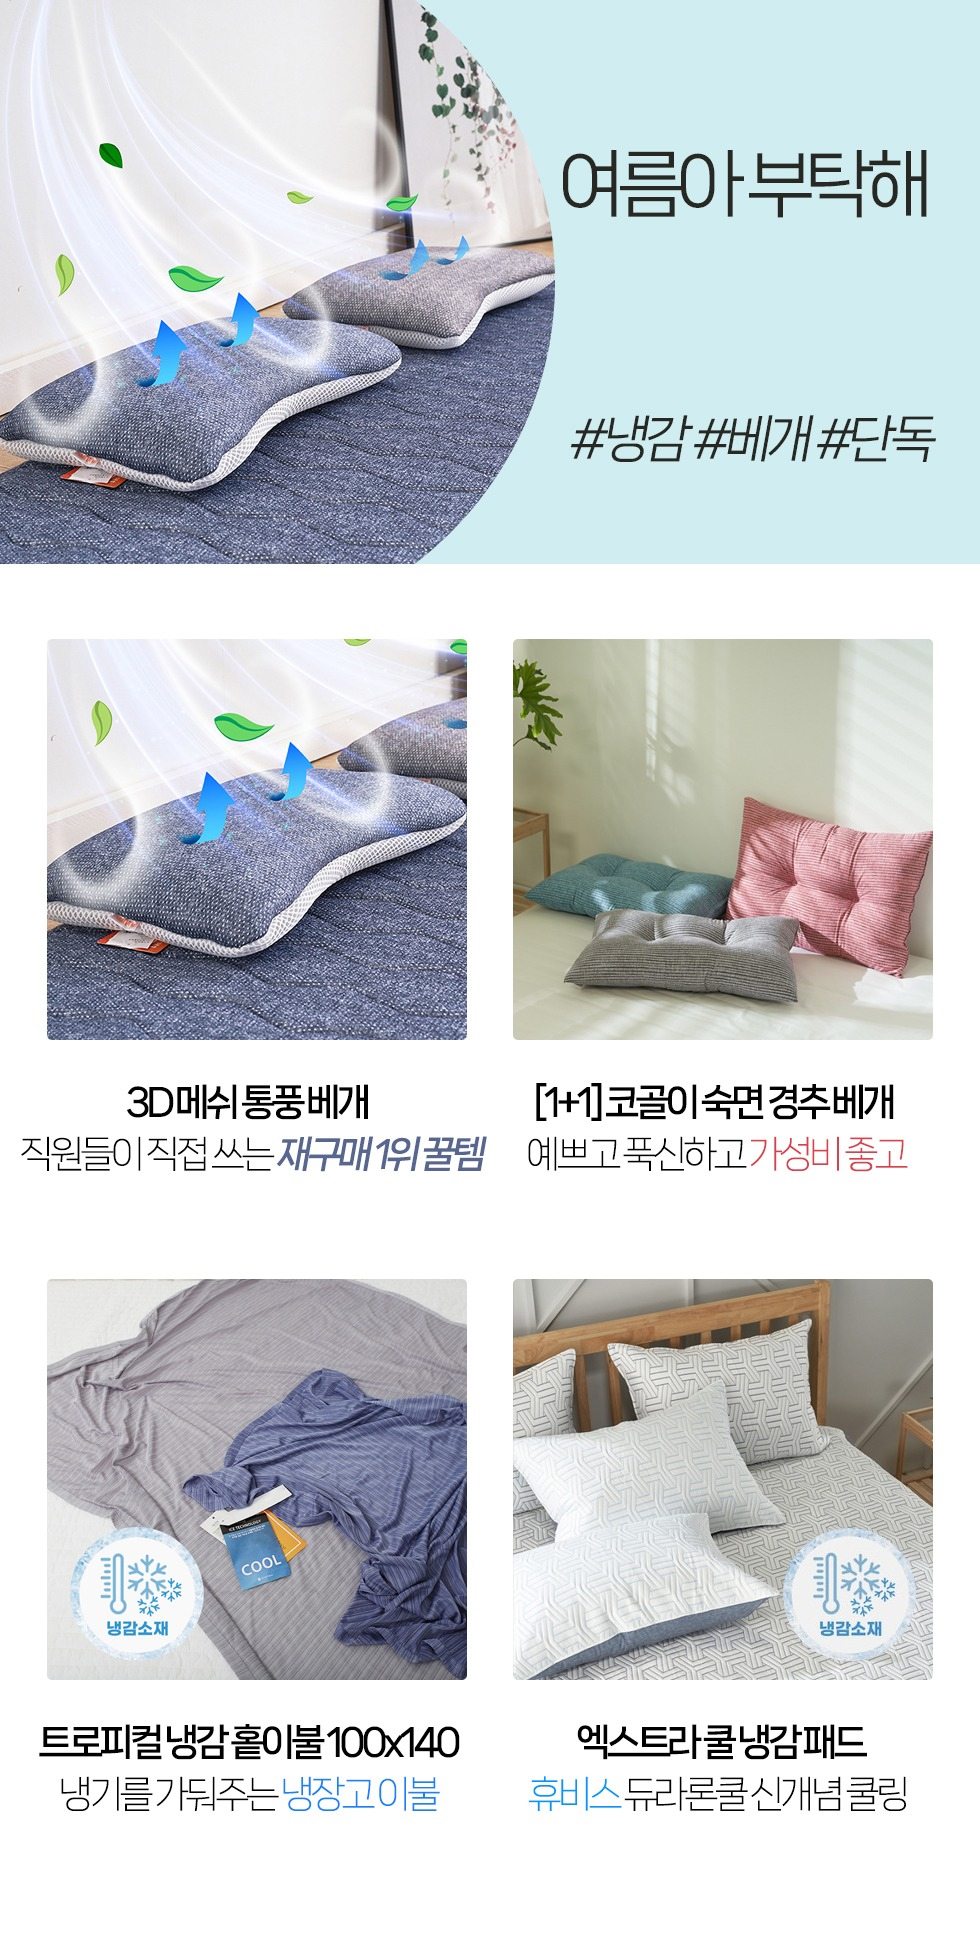 여름아 부탁해
#냉감 #베개 #단독
3D 메쉬 통풍 베개
직원들이 직접 쓰는 재구매 1위 꿀템
[1+1] 코골이 숙면 경추 베개
예쁘고 푹신하고 가성비 좋고
ICE TECHNOLOGY
COOL
냉감소재
냉감소재
트로피컬 냉감 홑이불 100x140
냉기를 가둬주는 냉장고 이불
엑스트라 쿨 냉감 패드
휴비스 듀라론쿨 신개념 쿨링